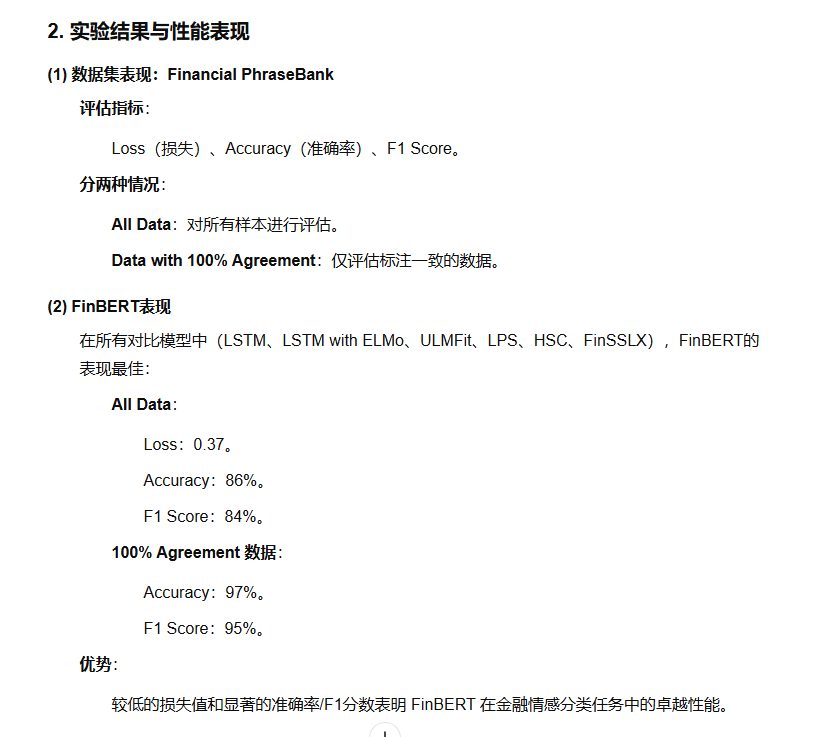 2. 实验结果与性能表现
(1) 数据集表现：Financial PhraseBank
评估指标：
Loss（损失）、Accuracy（准确率）、F1 Score。
分两种情况：
All Data：对所有样本进行评估。
Data with 100% Agreement：仅评估标注一致的数据。
(2) FinBERT表现
在所有对比模型中（LSTM、LSTM with ELMo、ULMFit、LPS、HSC、FinSSLX），FinBERT的
表现最佳：
All Data：
Loss：0.37。
Accuracy：86%。
F1 Score：84%。
100% Agreement 数据：
Accuracy：97%。
F1 Score：95%。
优势：
较低的损失值和显著的准确率/F1分数表明 FinBERT 在金融情感分类任务中的卓越性能。